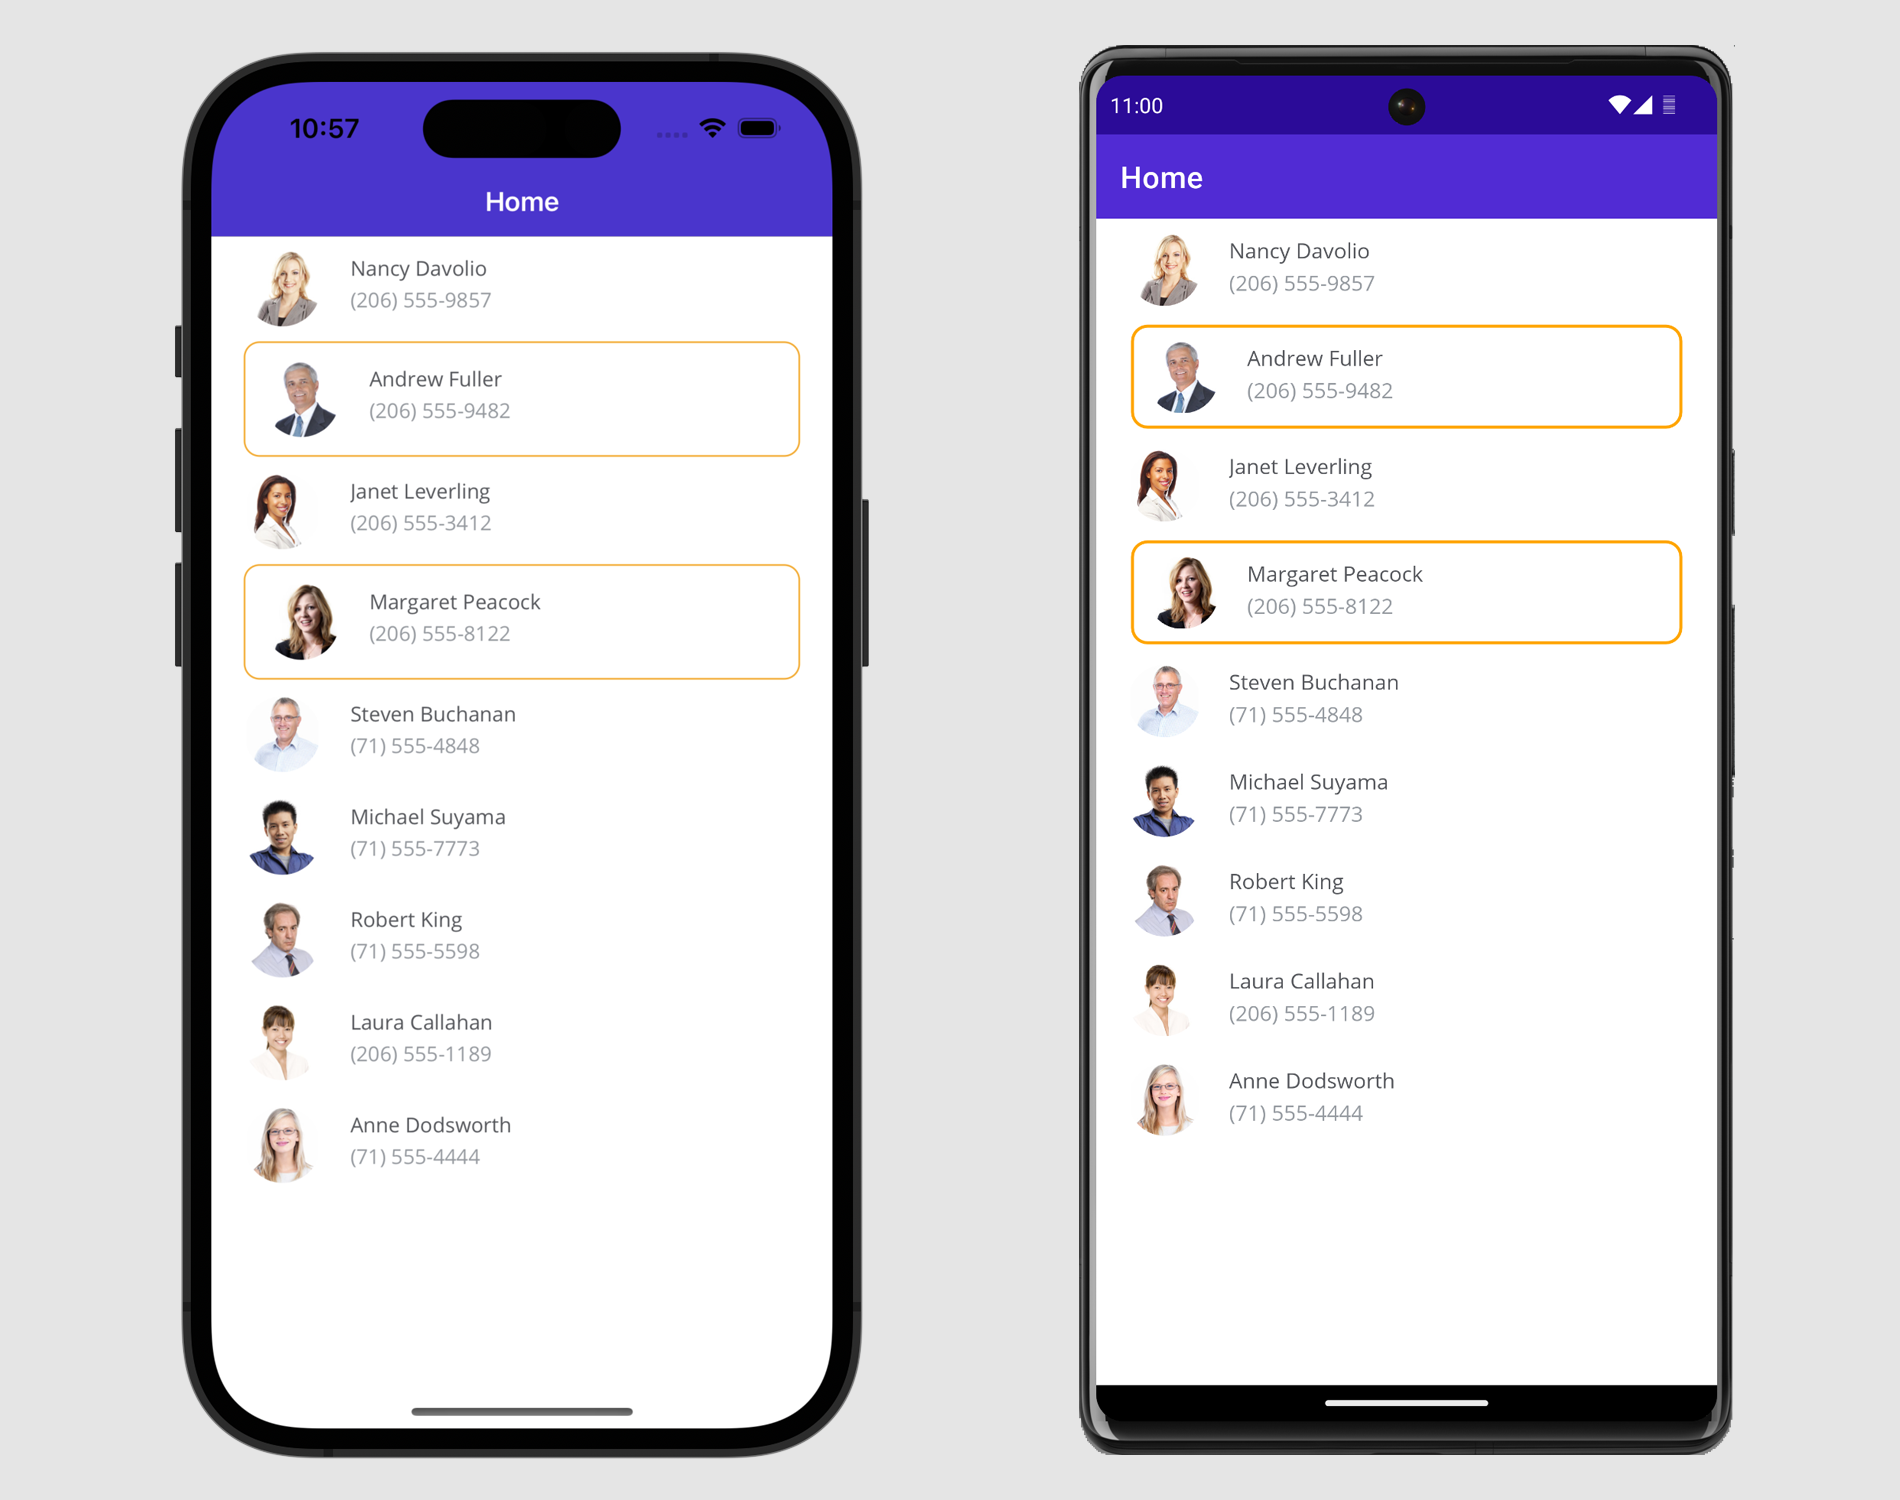 10:57
Home
Nancy Davolio
(206) 555-9857
Andrew Fuller
(206) 555-9482
Janet Leverling
(206) 555-3412
Margaret Peacock
(206) 555-8122
Steven Buchanan
(71) 555-4848
Michael Suyama
(71) 555-7773
Robert King
(71) 555-5598
Laura Callahan
(206) 555-1189
Anne Dodsworth
(71) 555-4444
11:00
Home
Nancy Davolio
(206) 555-9857
Andrew Fuller
(206) 555-9482
Janet Leverling
(206) 555-3412
Margaret Peacock
(206) 555-8122
Steven Buchanan
(71) 555-4848
Michael Suyama
(71) 555-7773
Robert King
(71) 555-5598
Laura Callahan
(206) 555-1189
Anne Dodsworth
(71) 555-4444